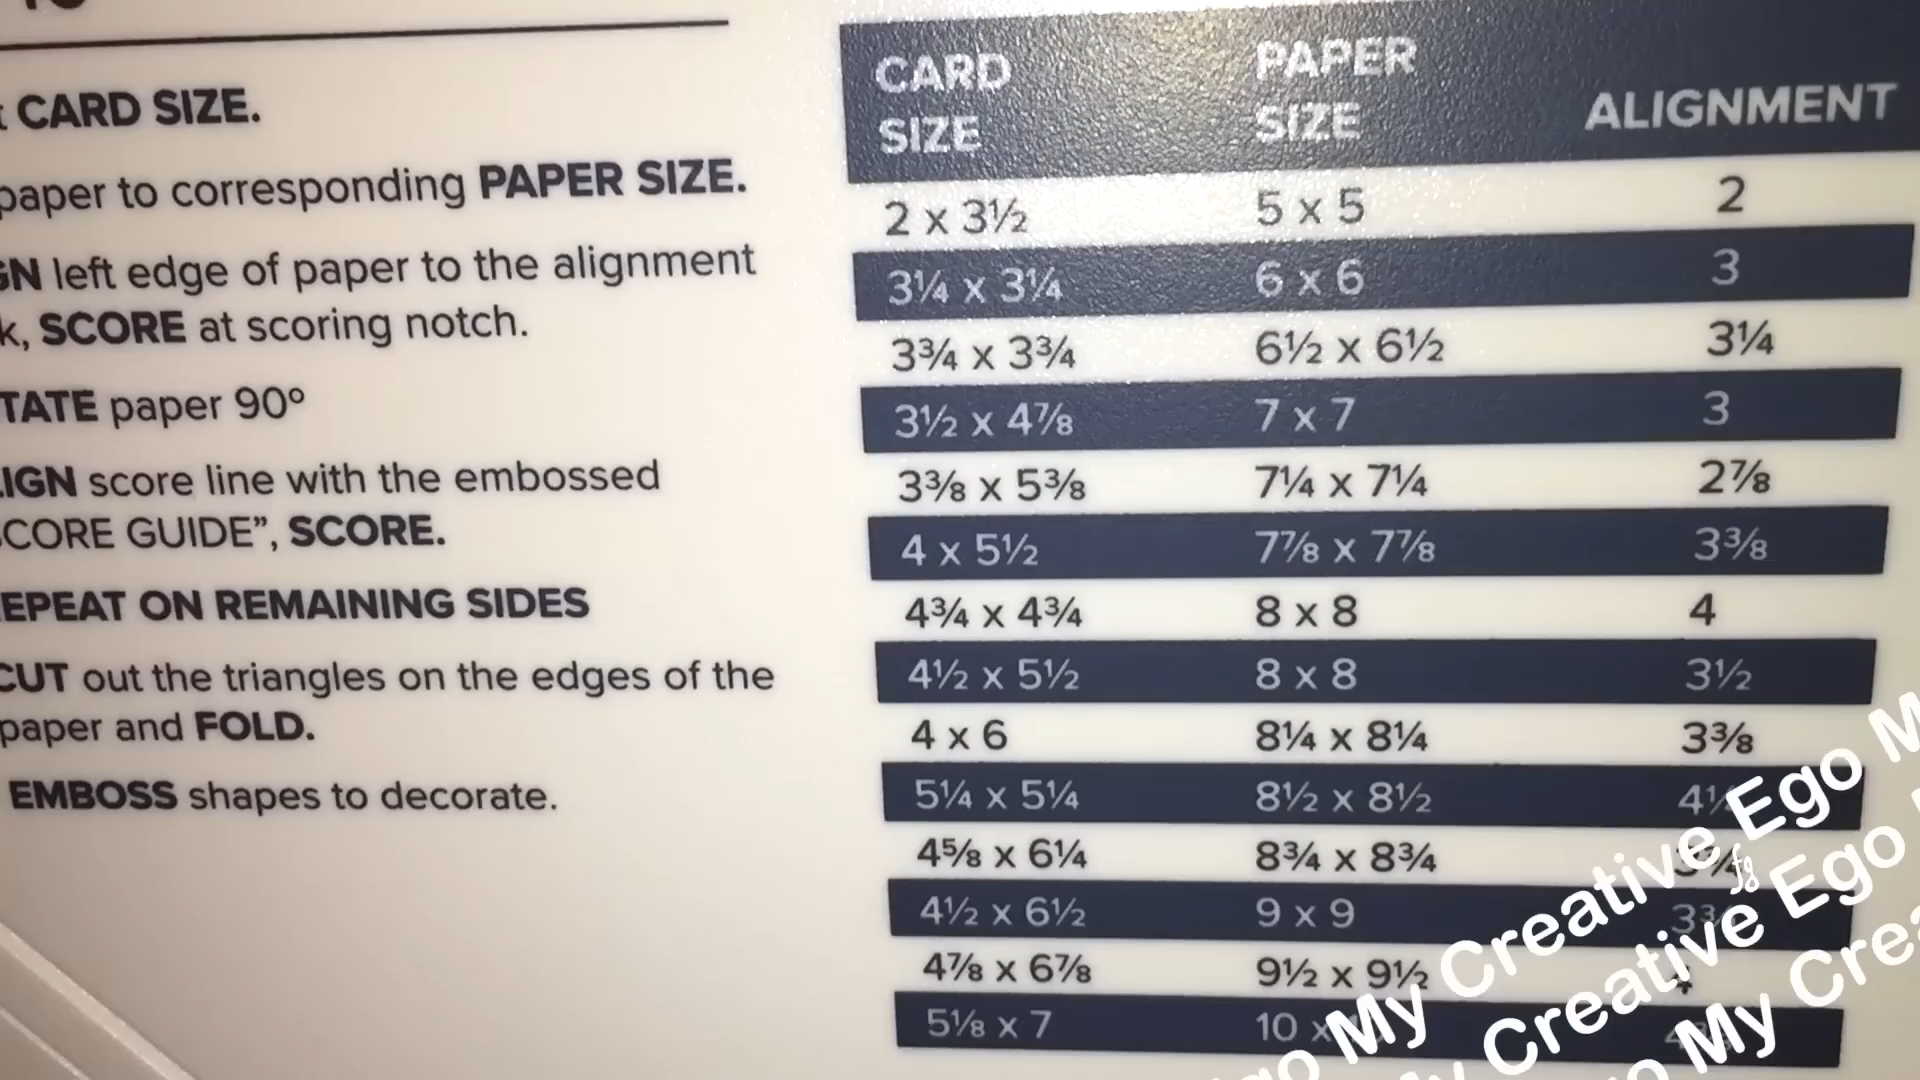 t CARD SIZE.
paper to corresponding PAPER SIZE.
GN left edge of paper to the alignment
k, SCORE at scoring notch.
TATE paper 90°
IGN score line with the embossed
SCORE GUIDE”, SCORE.
EPEAT ON REMAINING SIDES
CUT out the triangles on the edges of the
paper and FOLD.
EMBOSS shapes to decorate.
CARD SIZE PAPER SIZE ALIGNMENT
2 x 3½ 5 x 5 2
3¼ x 3¼ 6 x 6 3
3¾ x 3¾ 6½ x 6½ 3¼
3½ x 4⅞ 7 x 7 3
3⅜ x 5⅜ 7¼ x 7¼ 2⅞
4 x 5½ 7⅞ x 7⅞ 3⅜
4¾ x 4¾ 8 x 8 4
4½ x 5½ 8 x 8 3½
4 x 6 8¼ x 8¼ 3⅜
5¼ x 5¼ 8½ x 8½
4⅝ x 6¼ 8¾ x 8¾
4½ x 6½ 9 x 9
4⅞ x 6⅞ 9½ x 9½ 4
5⅛ x 7 10 x
My Creative Ego M
My Creative Ego
go My Crea